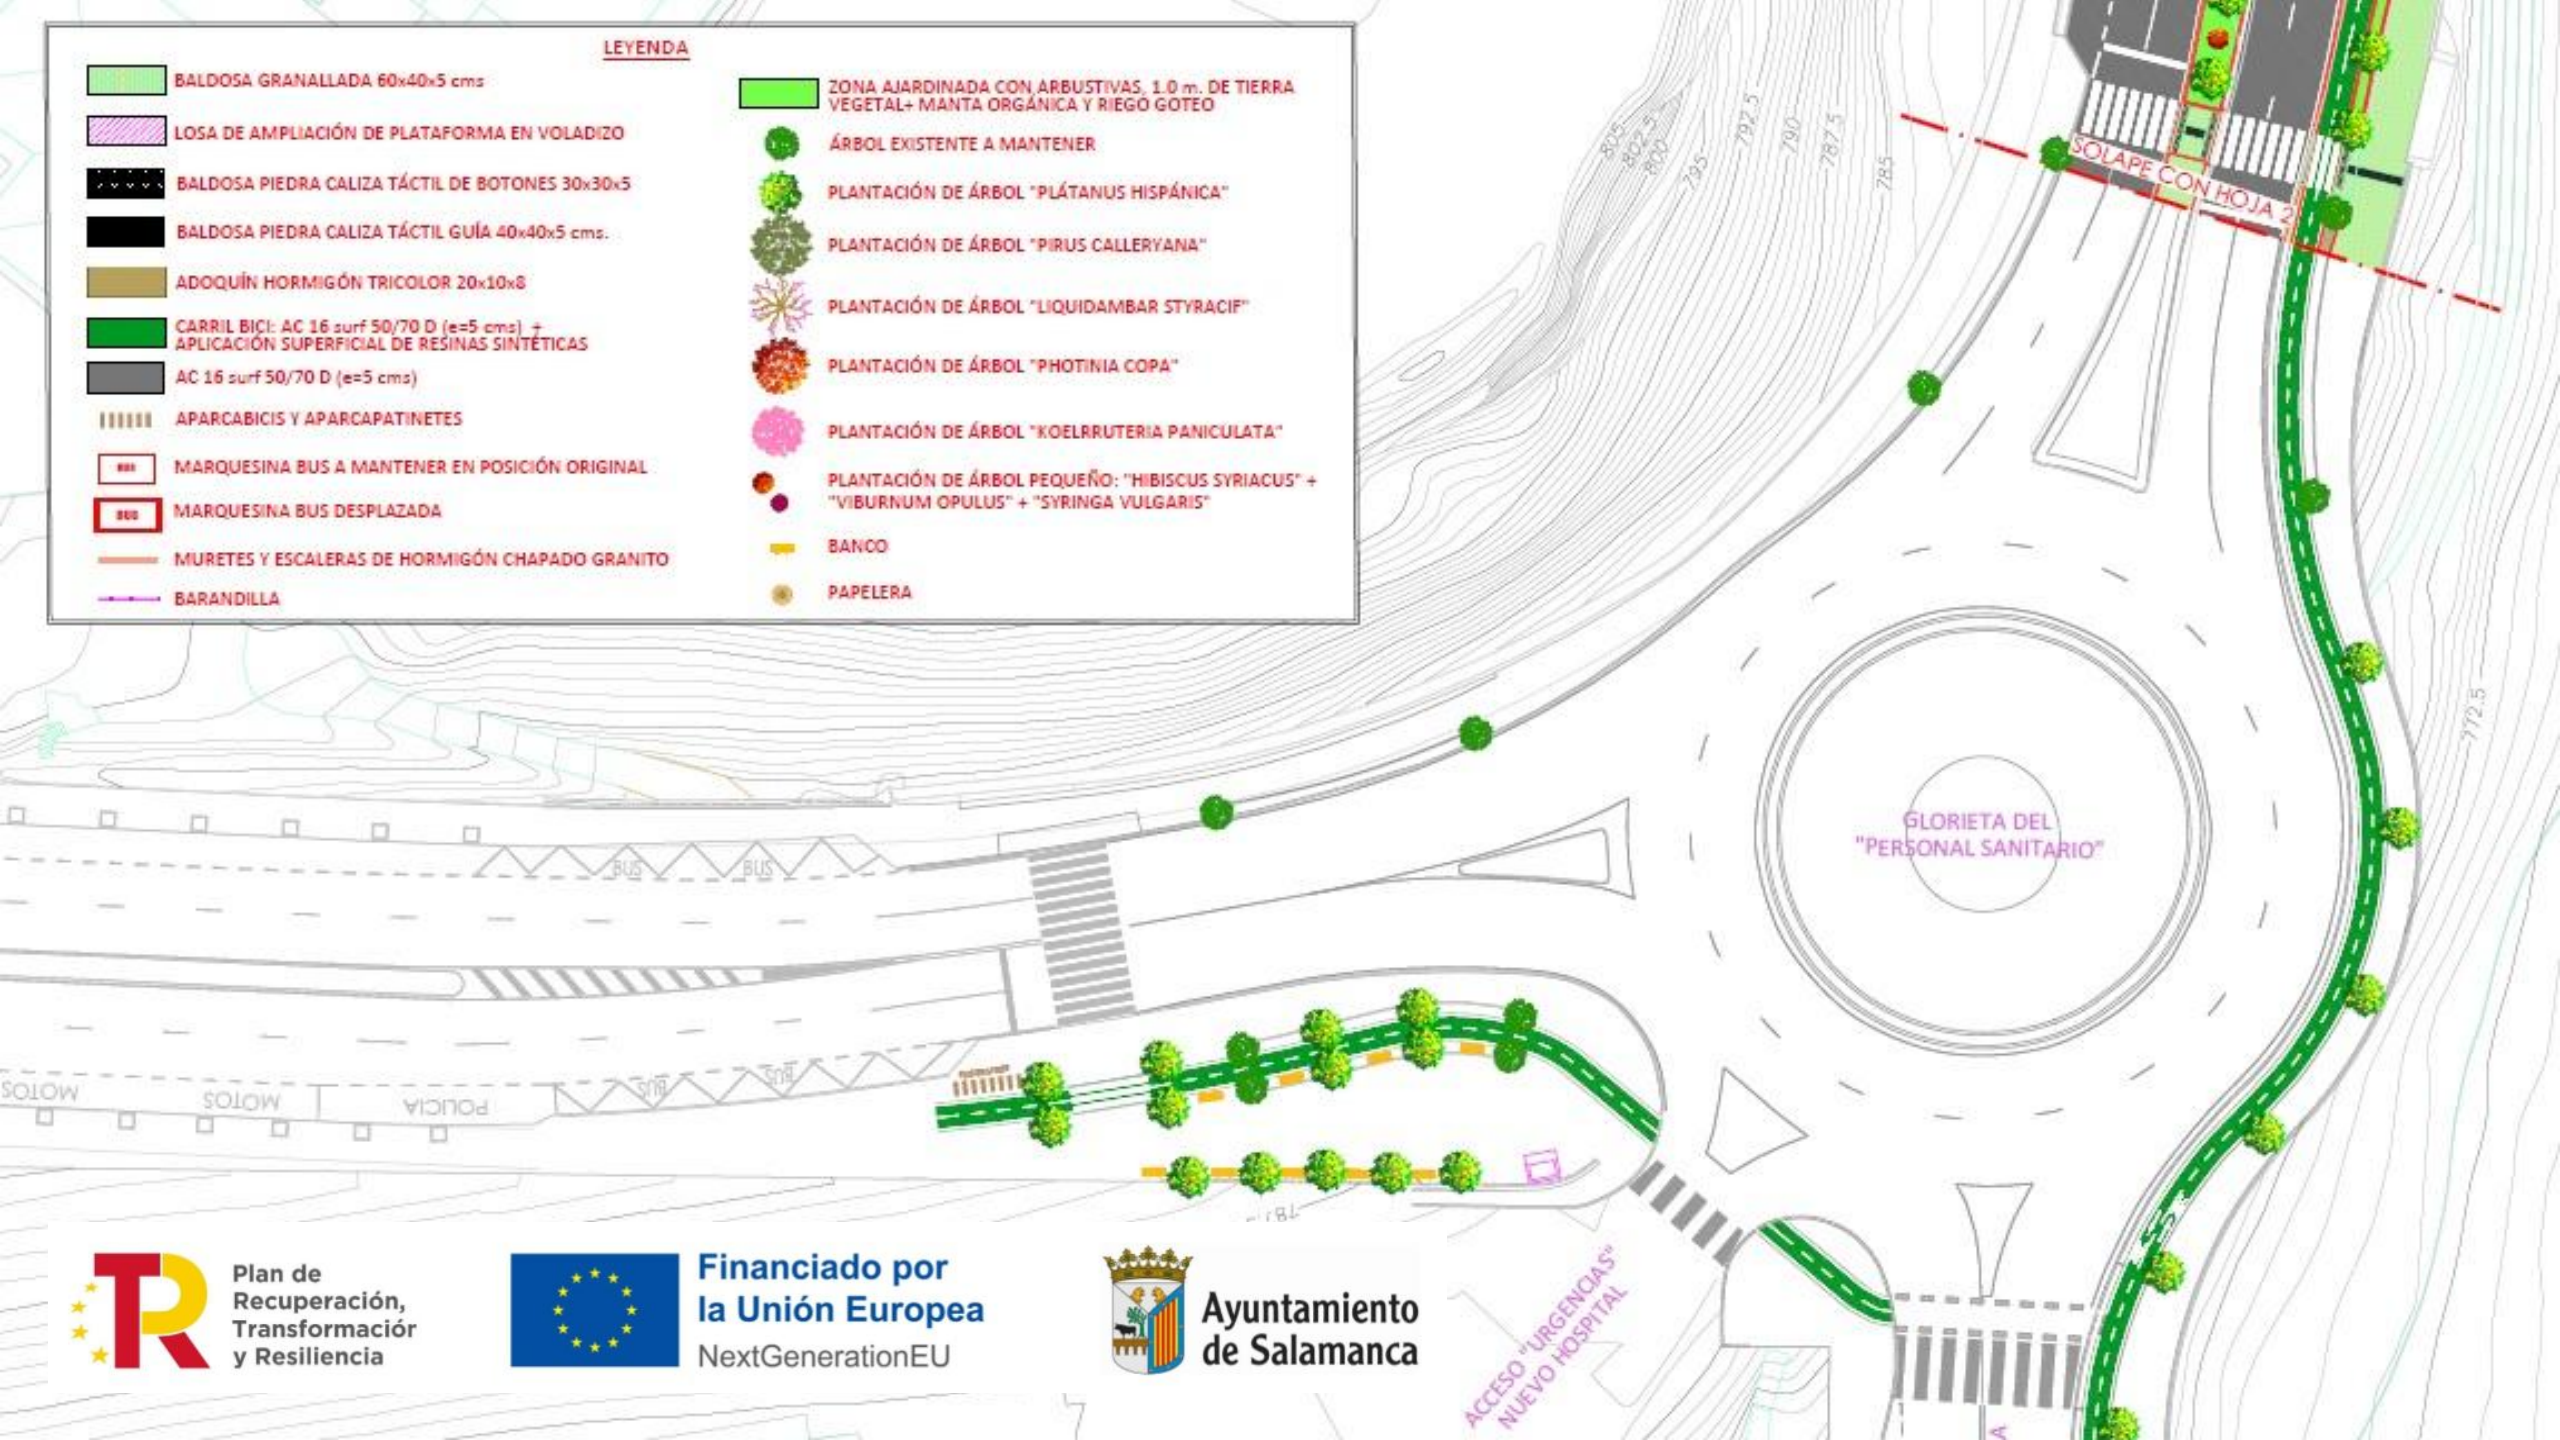 LEYENDA
BALDOSA GRANALLADA 60x40x5 cms
LOSA DE AMPLIACIÓN DE PLATAFORMA EN VOLADIZO
BALDOSA PIEDRA CALIZA TÁCTIL DE BOTONES 30x30x5
BALDOSA PIEDRA CALIZA TÁCTIL GUÍA 40x40x5 cms.
ADOQUÍN HORMIGÓN TRICOLOR 20x10x8
CARRIL BICI: AC 16 surf 50/70 D (e=5 cms) +
APLICACIÓN SUPERFICIAL DE RESINAS SINTÉTICAS
AC 16 surf 50/70 D (e=5 cms)
APARCABICIS Y APARCAPATINETES
BUS
MARQUESINA BUS A MANTENER EN POSICIÓN ORIGINAL
BUS
MARQUESINA BUS DESPLAZADA
MURETES Y ESCALERAS DE HORMIGÓN CHAPADO GRANITO
BARANDILLA
ZONA AJARDINADA CON ARBUSTIVAS, 1.0 m. DE TIERRA
VEGETAL+ MANTA ORGÁNICA Y RIEGO GOTEO
ÁRBOL EXISTENTE A MANTENER
PLANTACIÓN DE ÁRBOL "PLÁTANUS HISPÁNICA"
PLANTACIÓN DE ÁRBOL "PIRUS CALLERYANA"
PLANTACIÓN DE ÁRBOL "LIQUIDAMBAR STYRACIF"
PLANTACIÓN DE ÁRBOL "PHOTINIA COPA"
PLANTACIÓN DE ÁRBOL "KOELRRUTERIA PANICULATA"
PLANTACIÓN DE ÁRBOL PEQUEÑO: "HIBISCUS SYRIACUS" +
"VIBURNUM OPULUS" + "SYRINGA VULGARIS"
BANCO
PAPELERA
805
802.5
800
795
792.5
790
787.5
785
SOLAPE CON HOJA 2
772.5
GLORIETA DEL
"PERSONAL SANITARIO"
BUS
BUS
BUS
BUS
MOTOS
MOTOS
POLICIA
ACCESO "URGENCIAS"
NUEVO HOSPITAL
A
Plan de
Recuperación,
Transformación
y Resiliencia
Financiado por
la Unión Europea
NextGenerationEU
Ayuntamiento
de Salamanca